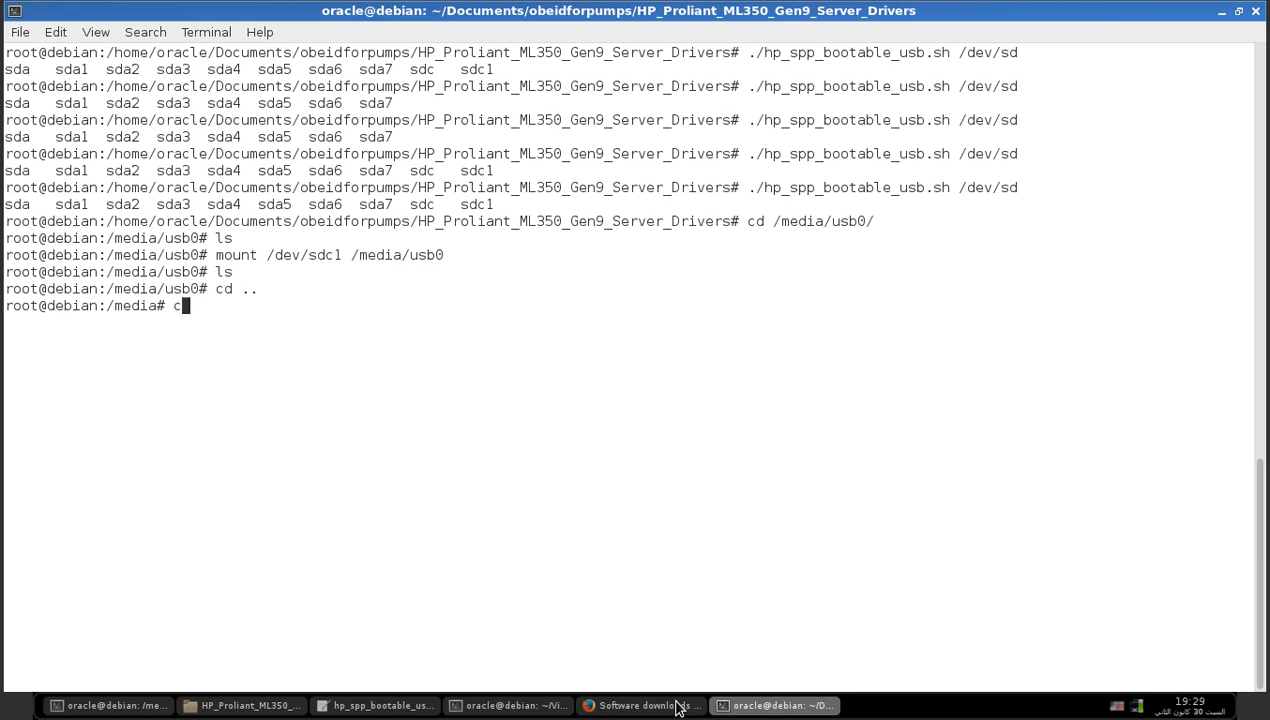 oracle@debian: ~/Documents/obeidforpumps/HP_Proliant_ML350_Gen9_Server_Drivers
File Edit View Search Terminal Help
root@debian:/home/oracle/Documents/obeidforpumps/HP_Proliant_ML350_Gen9_Server_Drivers# ./hp_spp_bootable_usb.sh /dev/sd
sda sda1 sda2 sda3 sda4 sda5 sda6 sda7 sdc sdc1
root@debian:/home/oracle/Documents/obeidforpumps/HP_Proliant_ML350_Gen9_Server_Drivers# ./hp_spp_bootable_usb.sh /dev/sd
sda sda1 sda2 sda3 sda4 sda5 sda6 sda7
root@debian:/home/oracle/Documents/obeidforpumps/HP_Proliant_ML350_Gen9_Server_Drivers# ./hp_spp_bootable_usb.sh /dev/sd
sda sda1 sda2 sda3 sda4 sda5 sda6 sda7
root@debian:/home/oracle/Documents/obeidforpumps/HP_Proliant_ML350_Gen9_Server_Drivers# ./hp_spp_bootable_usb.sh /dev/sd
sda sda1 sda2 sda3 sda4 sda5 sda6 sda7 sdc sdc1
root@debian:/home/oracle/Documents/obeidforpumps/HP_Proliant_ML350_Gen9_Server_Drivers# ./hp_spp_bootable_usb.sh /dev/sd
sda sda1 sda2 sda3 sda4 sda5 sda6 sda7 sdc sdc1
root@debian:/home/oracle/Documents/obeidforpumps/HP_Proliant_ML350_Gen9_Server_Drivers# cd /media/usb0/
root@debian:/media/usb0# ls
root@debian:/media/usb0# mount /dev/sdc1 /media/usb0
root@debian:/media/usb0# ls
root@debian:/media/usb0# cd ..
root@debian:/media# c
oracle@debian: /me... HP_Proliant_ML350_... hp_spp_bootable_us... oracle@debian: ~/Vi... Software downloads ... oracle@debian: ~/D... 19:29
السبت 30 كانون الثاني